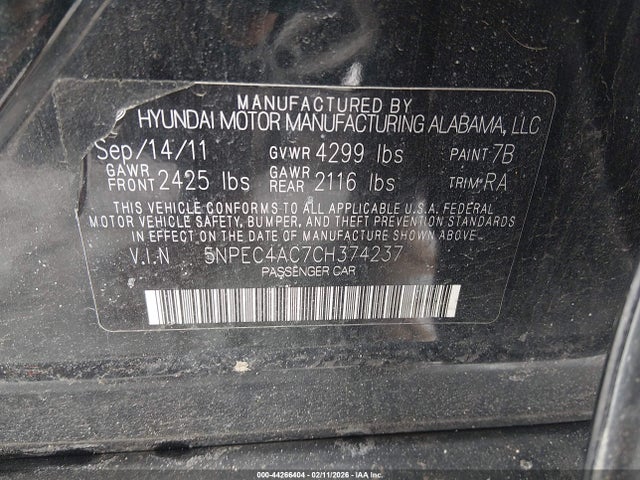 MANUFACTURED BY
HYUNDAI MOTOR MANUFACTURING ALABAMA, LLC
Sep/14/11 GVWR 4299 lbs PAINT 7B
GAWR FRONT 2425 lbs GAWR REAR 2116 lbs TRIM RA
THIS VEHICLE CONFORMS TO ALL APPLICABLE U.S.A. FEDERAL
MOTOR VEHICLE SAFETY, BUMPER, AND THEFT PREVENTION STANDARDS
IN EFFECT ON THE DATE OF MANUFACTURE SHOWN ABOVE.
V.I.N 5NPEC4AC7CH374237
PASSENGER CAR
000-44266404 - 02/11/2026 - © IAA Inc.